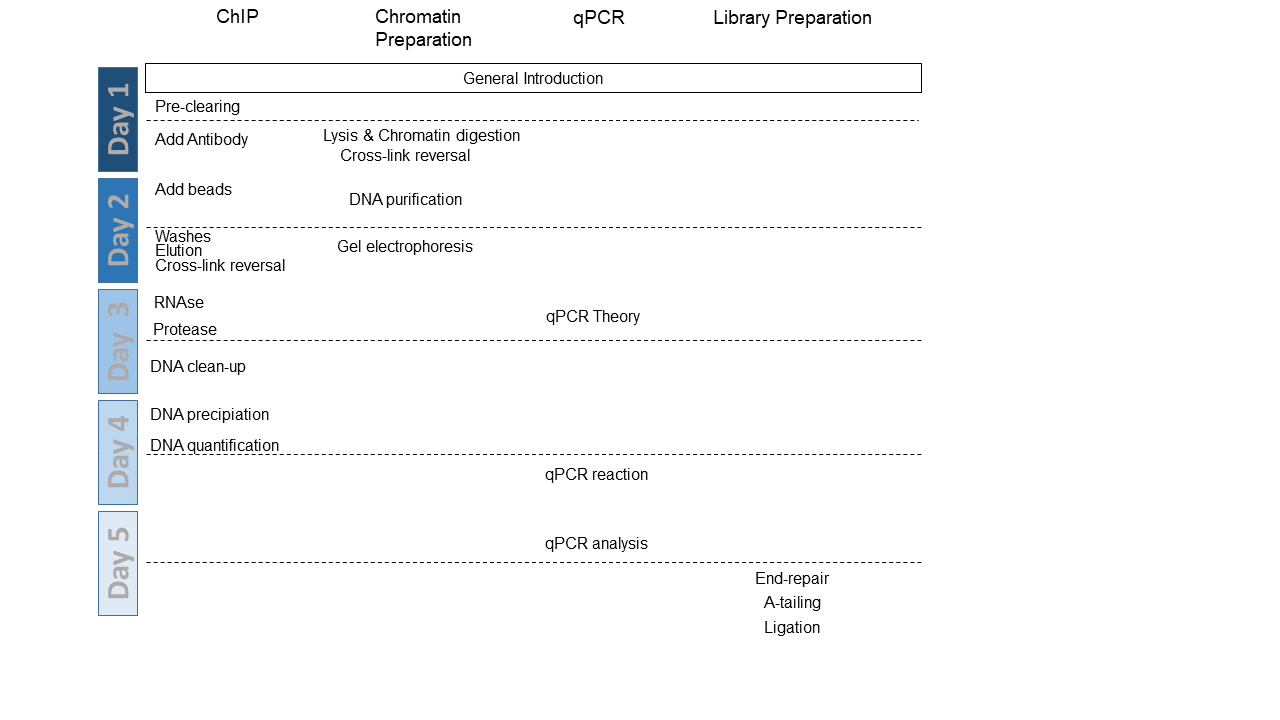 ChIP
Chromatin
Preparation
qPCR
Library Preparation
General Introduction
Day 1
Pre-clearing
Add Antibody
Lysis & Chromatin digestion
Cross-link reversal
Day 2
Add beads
DNA purification
Washes
Elution
Cross-link reversal
Gel electrophoresis
Day 3
RNAse
Protease
qPCR Theory
DNA clean-up
Day 4
DNA precipiation
DNA quantification
qPCR reaction
Day 5
qPCR analysis
End-repair
A-tailing
Ligation